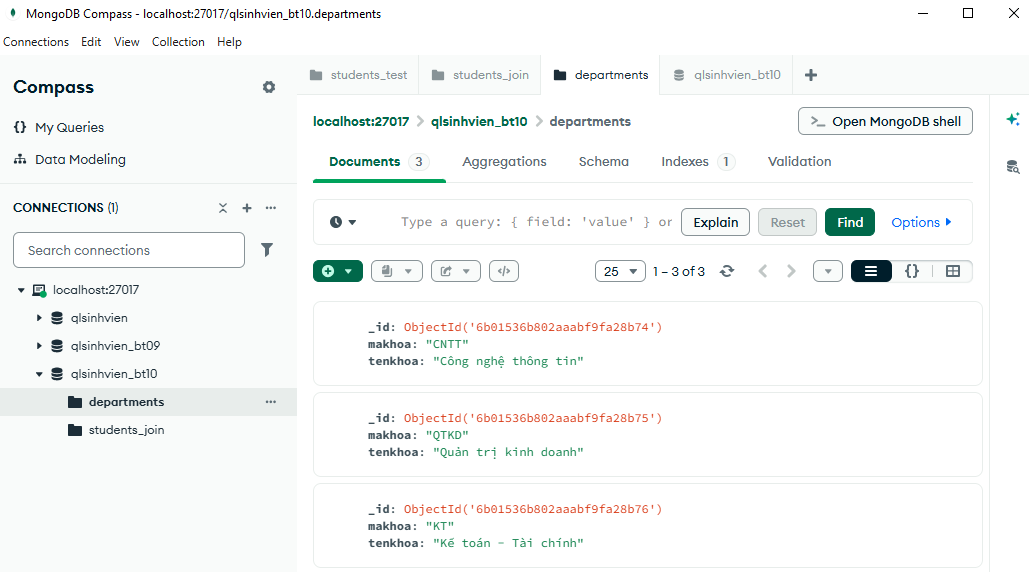 MongoDB Compass - localhost:27017/qlsinhvien_bt10.departments
Connections Edit View Collection Help
Compass
My Queries
Data Modeling
CONNECTIONS (1)
Search connections
localhost:27017
qlsinhvien
qlsinhvien_bt09
qlsinhvien_bt10
departments
students_join
students_test students_join departments qlsinhvien_bt10
localhost:27017 > qlsinhvien_bt10 > departments
>_ Open MongoDB shell
Documents 3 Aggregations Schema Indexes 1 Validation
Type a query: { field: 'value' } or Explain Reset Find Options
25 1 – 3 of 3
_id: ObjectId('6b01536b802aaabf9fa28b74')
makhoa: "CNTT"
tenkhoa: "Công nghệ thông tin"
_id: ObjectId('6b01536b802aaabf9fa28b75')
makhoa: "QTKD"
tenkhoa: "Quản trị kinh doanh"
_id: ObjectId('6b01536b802aaabf9fa28b76')
makhoa: "KT"
tenkhoa: "Kế toán - Tài chính"